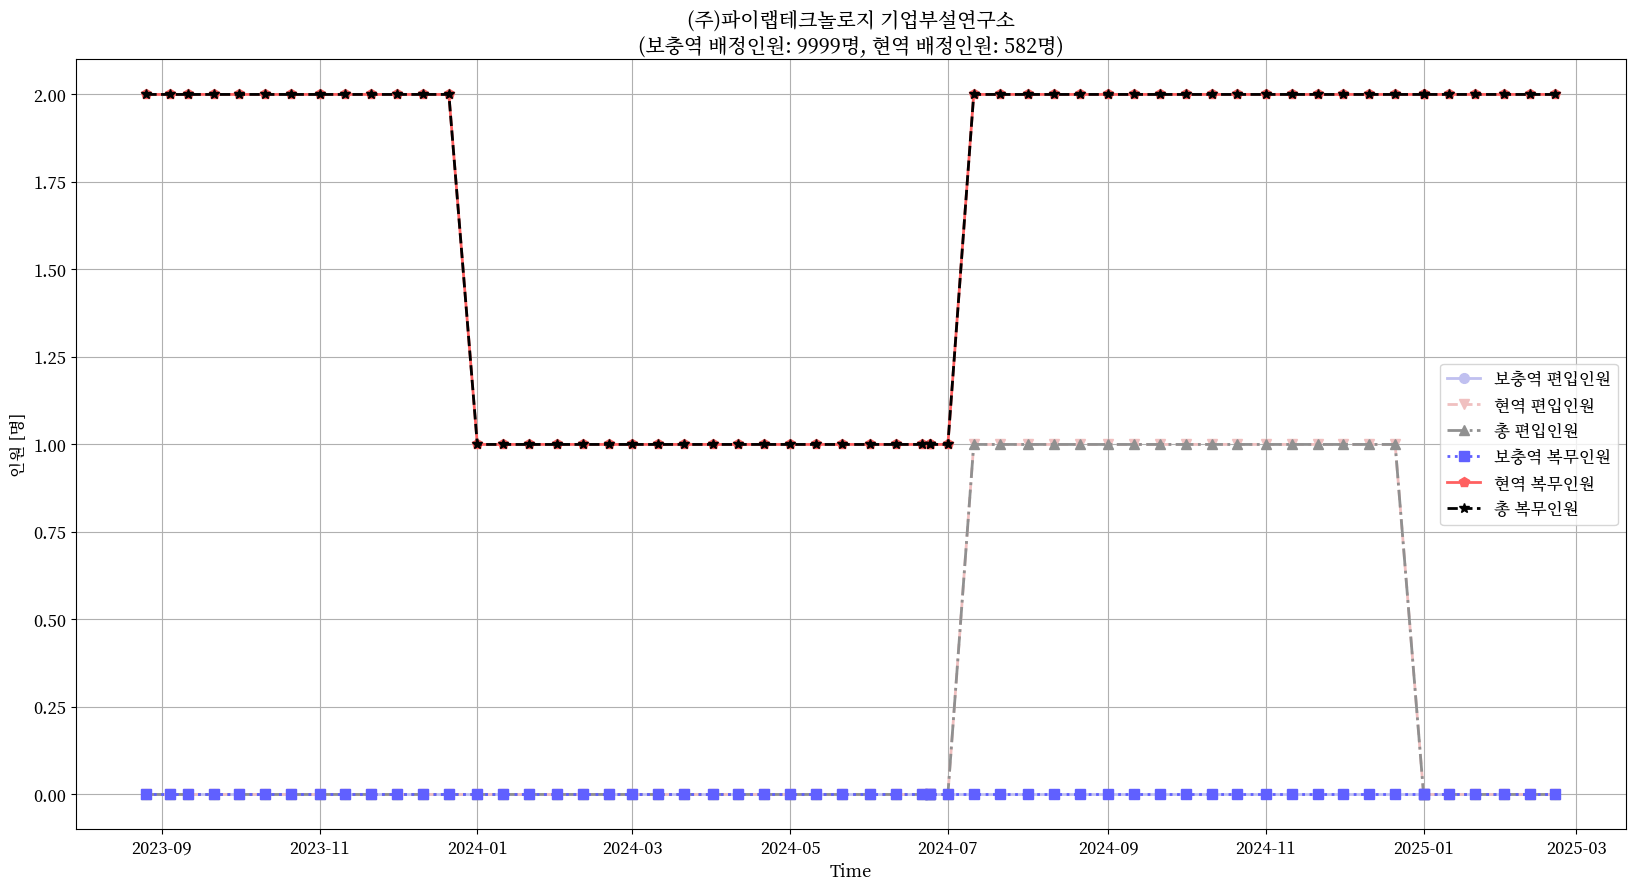 (주)파이랩테크놀로지 기업부설연구소
(보충역 배정인원: 9999명, 현역 배정인원: 582명)
인원 [명]
2.00
1.75
1.50
1.25
1.00
0.75
0.50
0.25
0.00
보충역 편입인원
현역 편입인원
총 편입인원
보충역 복무인원
현역 복무인원
총 복무인원
2023-09
2023-11
2024-01
2024-03
2024-05
2024-07
2024-09
2024-11
2025-01
2025-03
Time